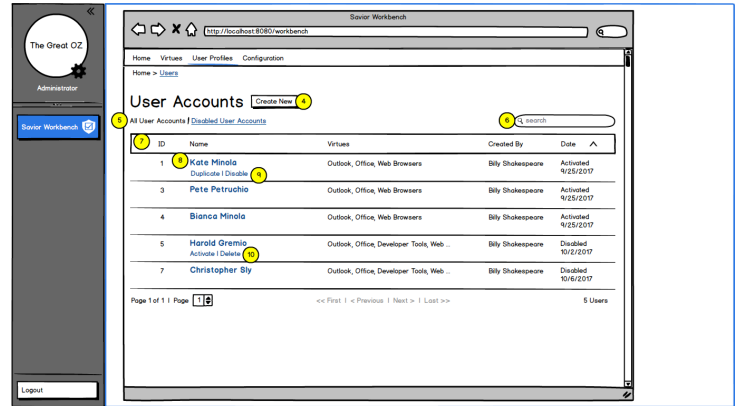 The Great OZ
Administrator
Savior Workbench
Logout
Savior Workbench
http://localhost:8080/workbench
Home Virtues User Profiles Configuration
Home > Users
User Accounts Create New 4
5 All User Accounts / Disabled User Accounts 6 search
7 ID Name Virtues Created By Date
1 8 Kate Minola Outlook, Office, Web Browsers Billy Shakespeare Activated
Duplicate | Disable 9 9/25/2017
3 Pete Petruchio Outlook, Office, Web Browsers Billy Shakespeare Activated
9/25/2017
4 Bianca Minola Outlook, Office, Web Browsers Billy Shakespeare Activated
9/25/2017
5 Harold Gremio Outlook, Office, Developer Tools, Web ... Billy Shakespeare Disabled
Activate | Delete 10 10/2/2017
7 Christopher Sly Outlook, Office, Developer Tools, Web ... Billy Shakespeare Disabled
10/6/2017
Page 1 of 1 | Page 1 << First | < Previous | Next > | Last >> 5 Users